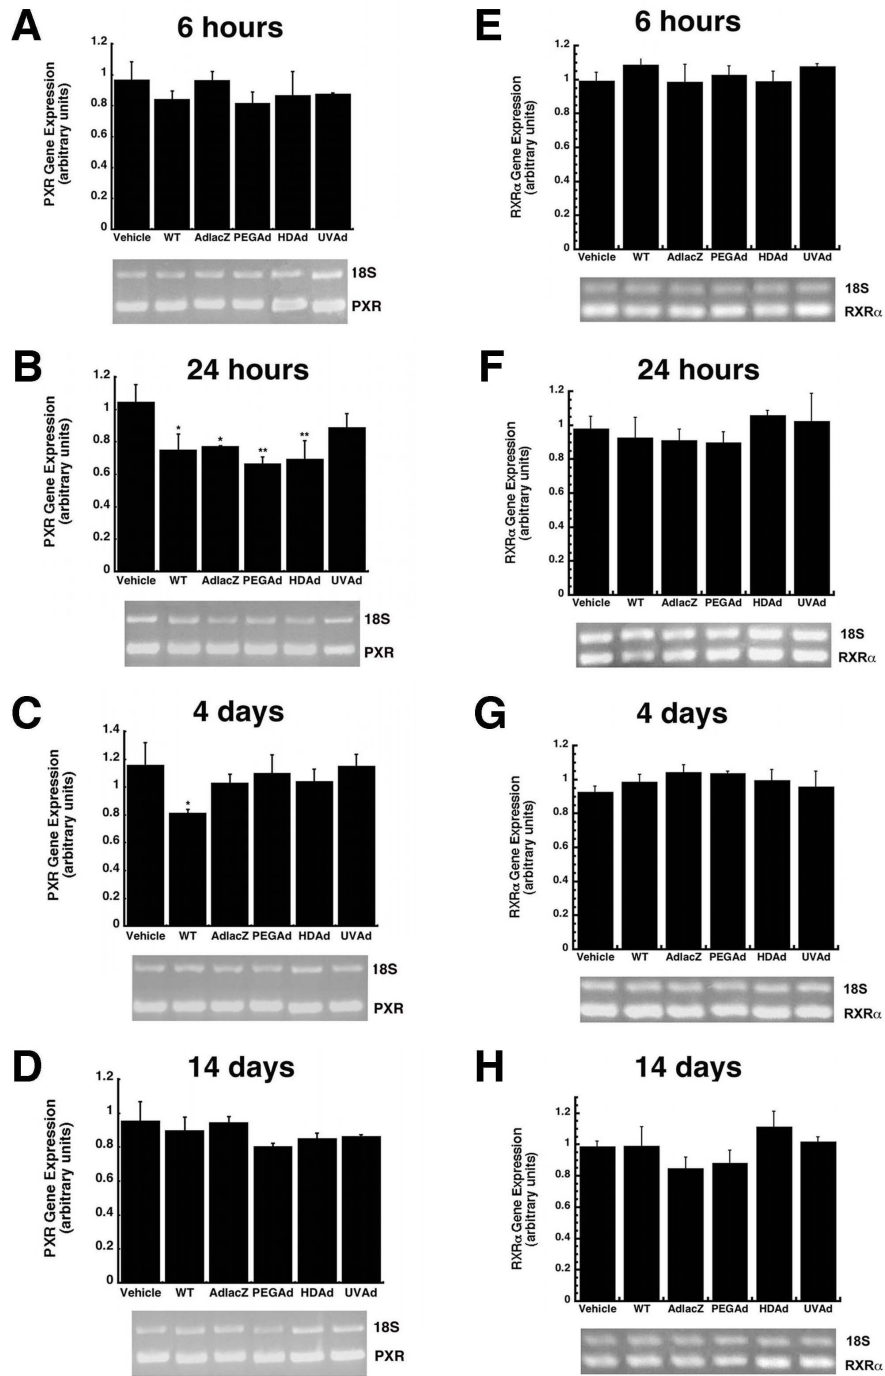 A
6 hours
PXR Gene Expression
(arbitrary units)
1.2
1
0.8
0.6
0.4
0.2
0
Vehicle WT AdlacZ PEGAd HDAd UVAd
18S
PXR
B
24 hours
PXR Gene Expression
(arbitrary units)
1.2
1
0.8
0.6
0.4
0.2
0
* * ** **
Vehicle WT AdlacZ PEGAd HDAd UVAd
18S
PXR
C
4 days
PXR Gene Expression
(arbitrary units)
1.4
1.2
1
0.8
0.6
0.4
0.2
0
*
Vehicle WT AdlacZ PEGAd HDAd UVAd
18S
PXR
D
14 days
PXR Gene Expression
(arbitrary units)
1.2
1
0.8
0.6
0.4
0.2
0
Vehicle WT AdlacZ PEGAd HDAd UVAd
18S
PXR
E
6 hours
RXRα Gene Expression
(arbitrary units)
1.2
1
0.8
0.6
0.4
0.2
0
Vehicle WT AdlacZ PEGAd HDAd UVAd
18S
RXRα
F
24 hours
RXRα Gene Expression
(arbitrary units)
1.2
1
0.8
0.6
0.4
0.2
0
Vehicle WT AdlacZ PEGAd HDAd UVAd
18S
RXRα
G
4 days
RXRα Gene Expression
(arbitrary units)
1.2
1
0.8
0.6
0.4
0.2
0
Vehicle WT AdlacZ PEGAd HDAd UVAd
18S
RXRα
H
14 days
RXRα Gene Expression
(arbitrary units)
1.2
1
0.8
0.6
0.4
0.2
0
Vehicle WT AdlacZ PEGAd HDAd UVAd
18S
RXRα